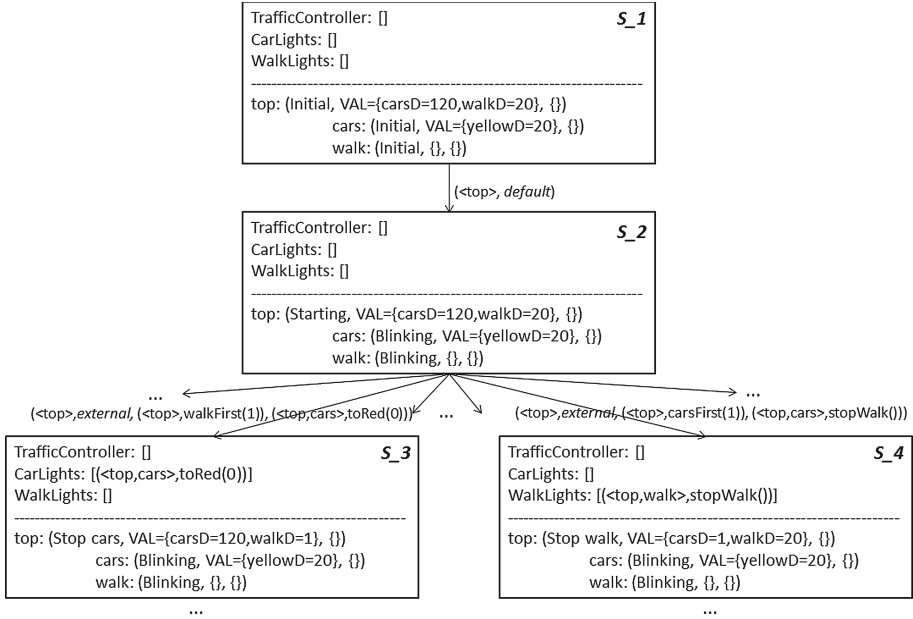 TrafficController: [] S_1
CarLights: []
WalkLights: []
top: (Initial, VAL={carsD=120,walkD=20}, {})
cars: (Initial, VAL={yellowD=20}, {})
walk: (Initial, {}, {})
(<top>, default)
TrafficController: [] S_2
CarLights: []
WalkLights: []
top: (Starting, VAL={carsD=120,walkD=20}, {})
cars: (Blinking, VAL={yellowD=20}, {})
walk: (Blinking, {}, {})
... ...
(<top>,external, (<top>,walkFirst(1)), (<top,cars>,toRed(0))) ... (<top>,external, (<top>,carsFirst(1)), (<top,cars>,stopWalk()))
TrafficController: [] S_3
CarLights: [(<top,cars>,toRed(0))]
WalkLights: []
top: (Stop cars, VAL={carsD=120,walkD=1}, {})
cars: (Blinking, VAL={yellowD=20}, {})
walk: (Blinking, {}, {})
...
TrafficController: [] S_4
CarLights: []
WalkLights: [(<top,walk>,stopWalk())]
top: (Stop walk, VAL={carsD=1,walkD=20}, {})
cars: (Blinking, VAL={yellowD=20}, {})
walk: (Blinking, {}, {})
...